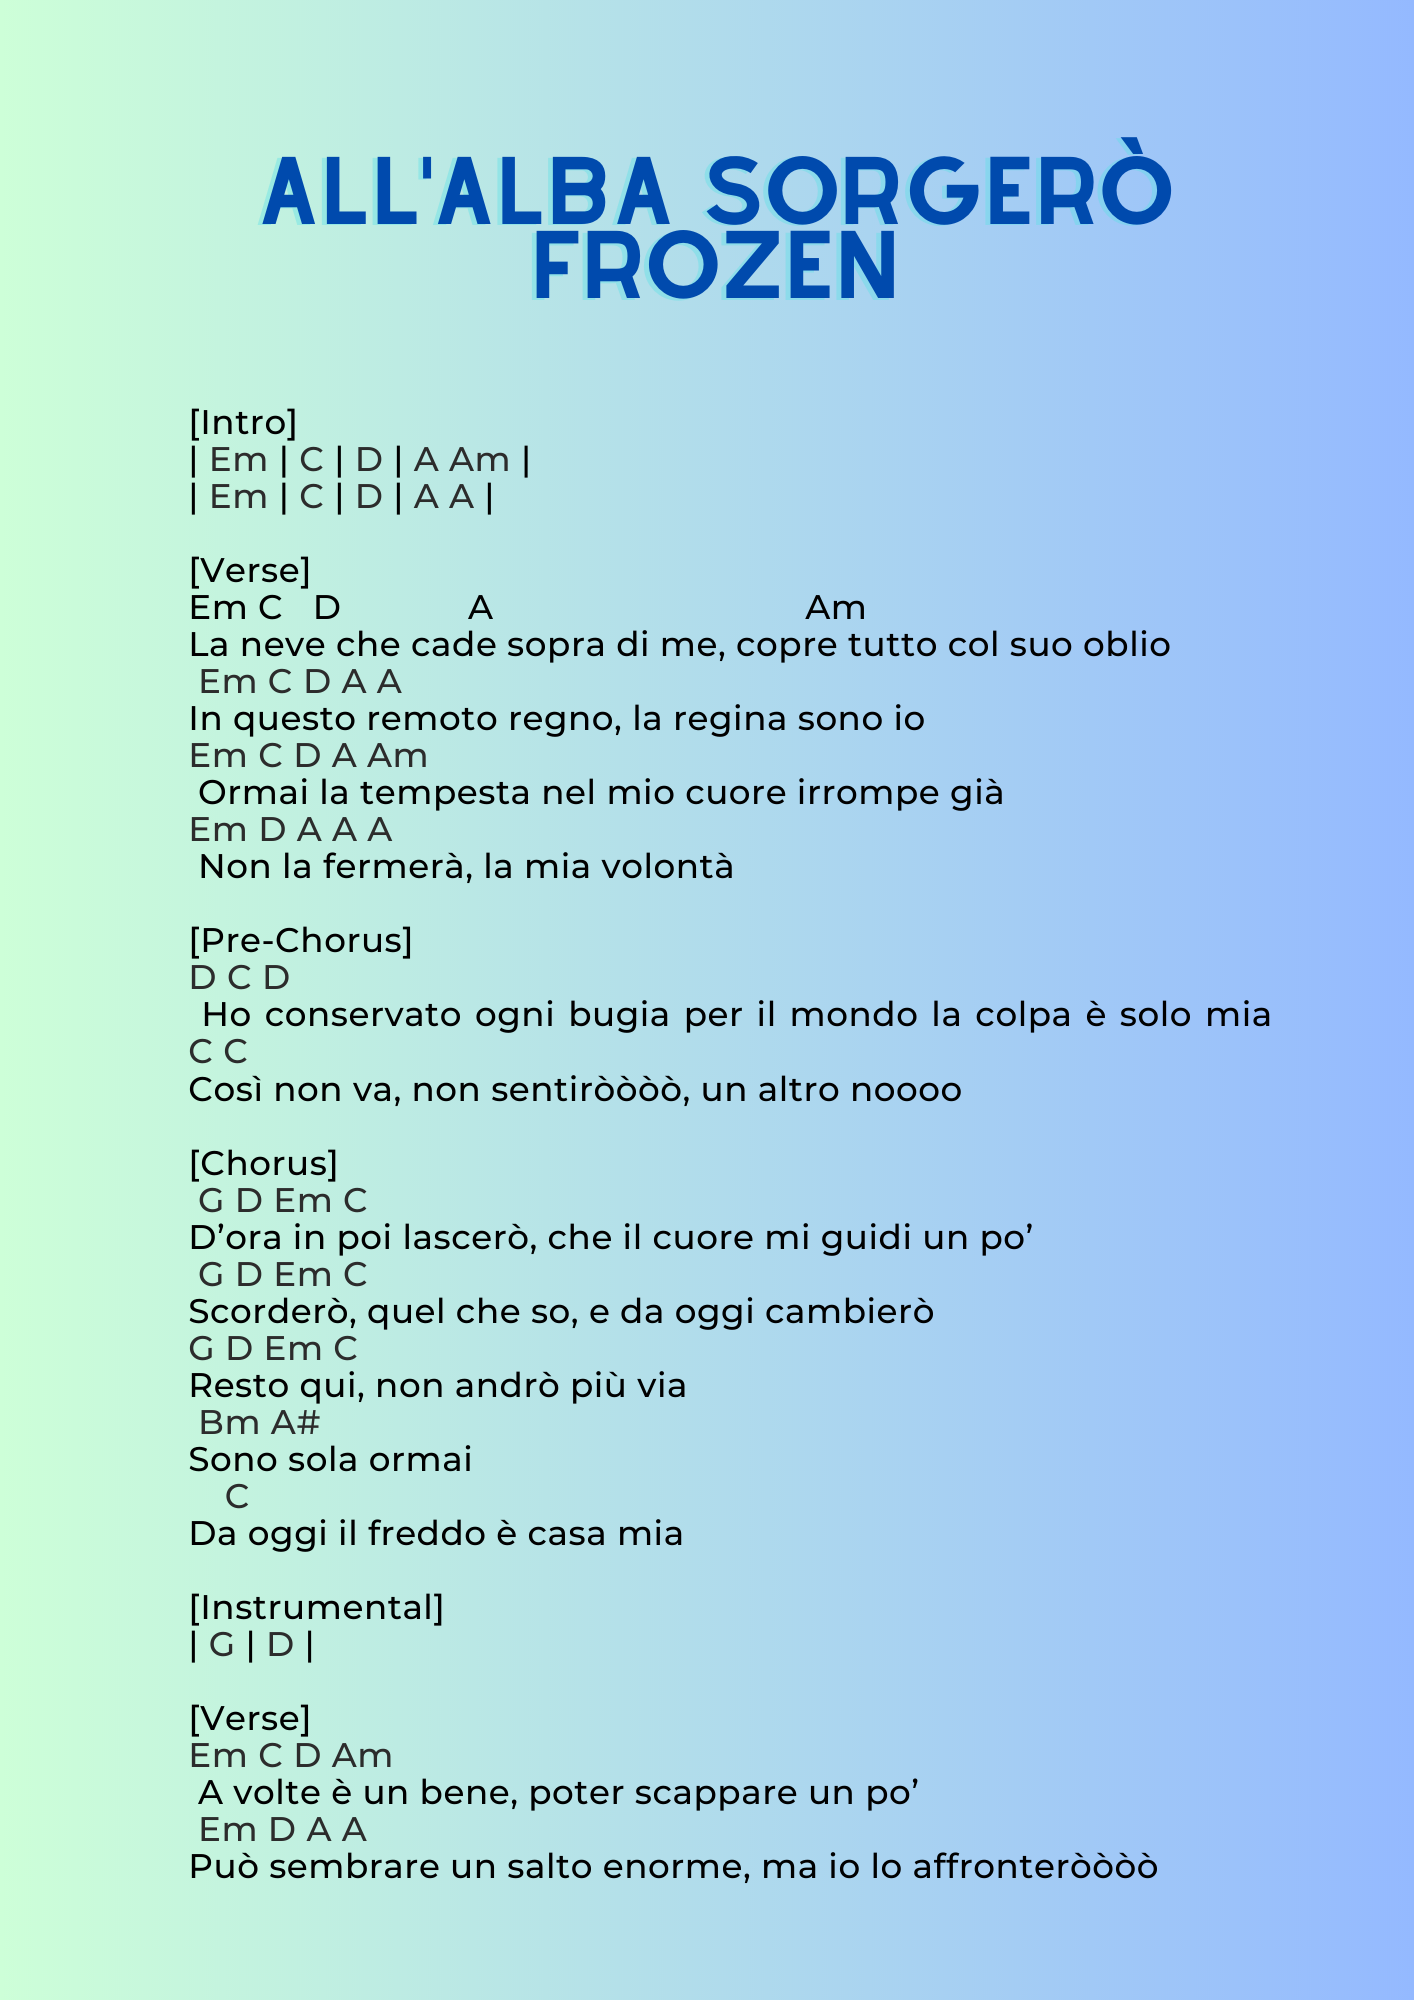 ALL'ALBA SORGERÒ
FROZEN
[Intro]
| Em | C | D | A Am |
| Em | C | D | A A |
[Verse]
Em C D A Am
La neve che cade sopra di me, copre tutto col suo oblio
Em C D A A
In questo remoto regno, la regina sono io
Em C D A Am
Ormai la tempesta nel mio cuore irrompe già
Em D A A A
Non la fermerà, la mia volontà
[Pre-Chorus]
D C D
Ho conservato ogni bugia per il mondo la colpa è solo mia
C C
Così non va, non sentiròòòò, un altro noooo
[Chorus]
G D Em C
D’ora in poi lascerò, che il cuore mi guidi un po’
G D Em C
Scorderò, quel che so, e da oggi cambierò
G D Em C
Resto qui, non andrò più via
Bm A#
Sono sola ormai
C
Da oggi il freddo è casa mia
[Instrumental]
| G | D |
[Verse]
Em C D Am
A volte è un bene, poter scappare un po’
Em D A A
Può sembrare un salto enorme, ma io lo affronteròòòò